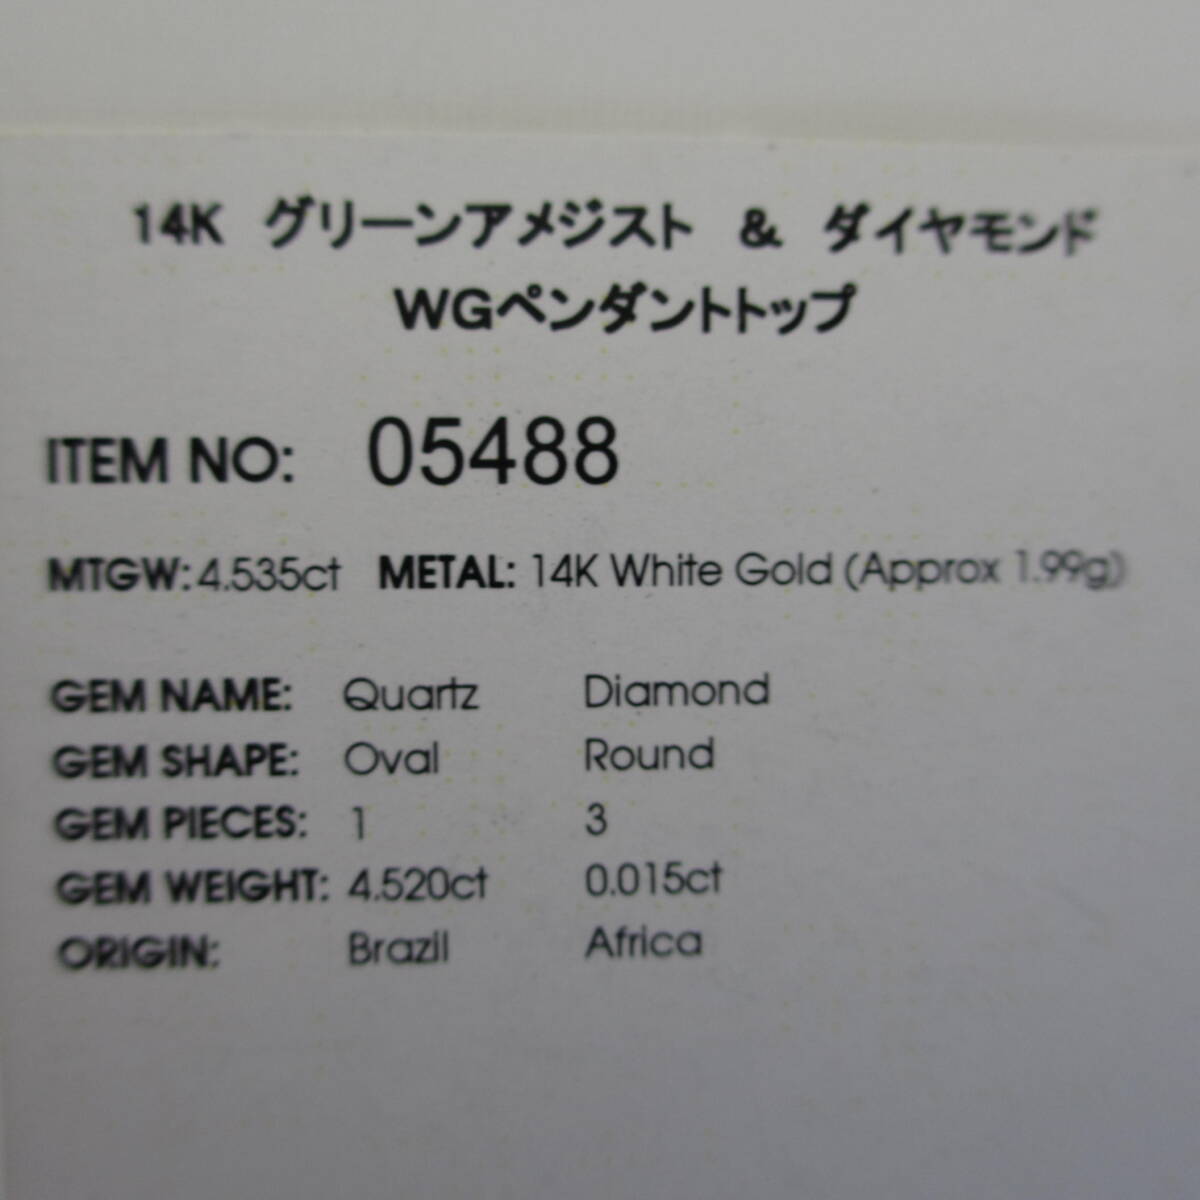 14K グリーンアメジスト & ダイヤモンド
WGペンダントトップ
ITEM NO: 05488
MTGW: 4.535ct METAL: 14K White Gold (Approx 1.99g)
GEM NAME: Quartz Diamond
GEM SHAPE: Oval Round
GEM PIECES: 1 3
GEM WEIGHT: 4.520ct 0.015ct
ORIGIN: Brazil Africa